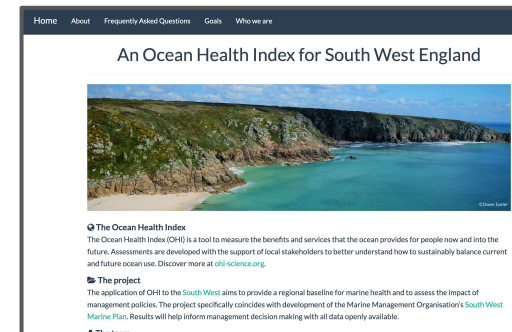 Home About Frequently Asked Questions Goals Who we are
An Ocean Health Index for South West England
©Owen Exeter
The Ocean Health Index
The Ocean Health Index (OHI) is a tool to measure the benefits and services that the ocean provides for people now and into the
future. Assessments are developed with the support of local stakeholders to better understand how to sustainably balance current
and future ocean use. Discover more at ohi-science.org.
The project
The application of OHI to the South West aims to provide a regional baseline for marine health and to assess the impact of
management policies. The project specifically coincides with development of the Marine Management Organisation's South West
Marine Plan. Results will help inform management decision making with all data openly available.